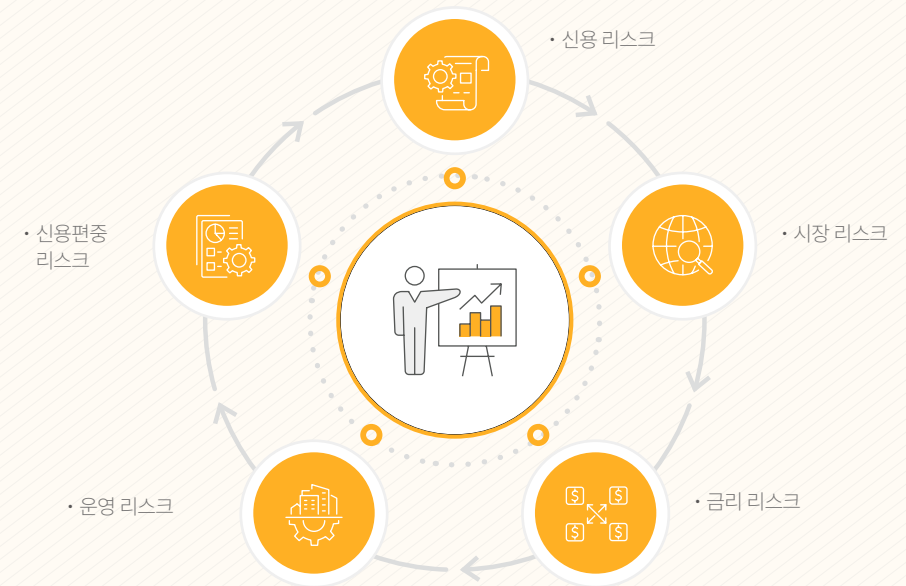 · 신용 리스크
· 시장 리스크
· 금리 리스크
· 운영 리스크
· 신용편중
리스크
$ $
$ $